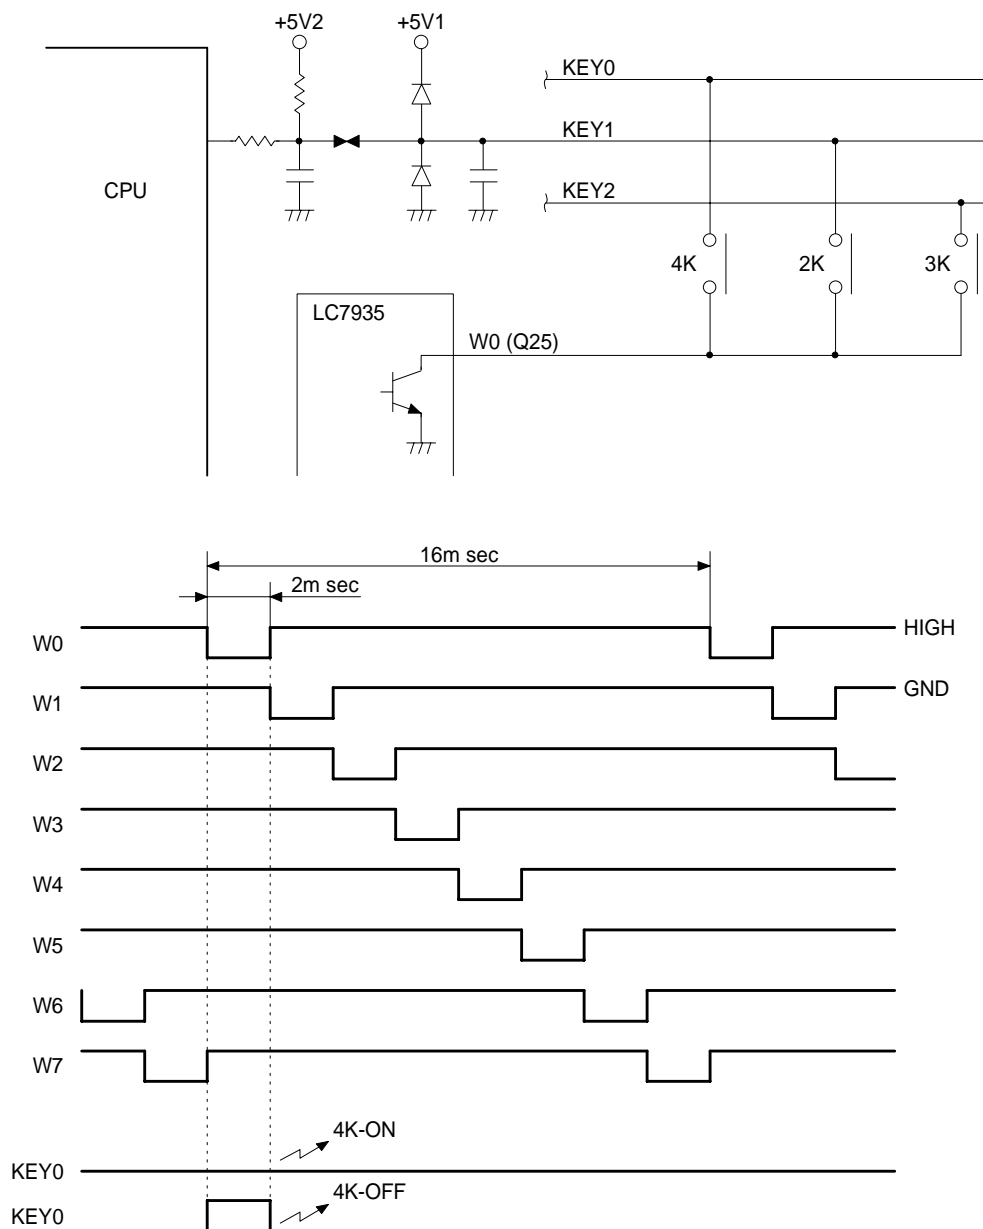 +5V2
+5V1
KEY0
KEY1
CPU
KEY2
4K
2K
3K
LC7935
W0 (Q25)
16m sec
2m sec
W0
HIGH
W1
GND
W2
W3
W4
W5
W6
W7
4K-ON
KEY0
4K-OFF
KEY0